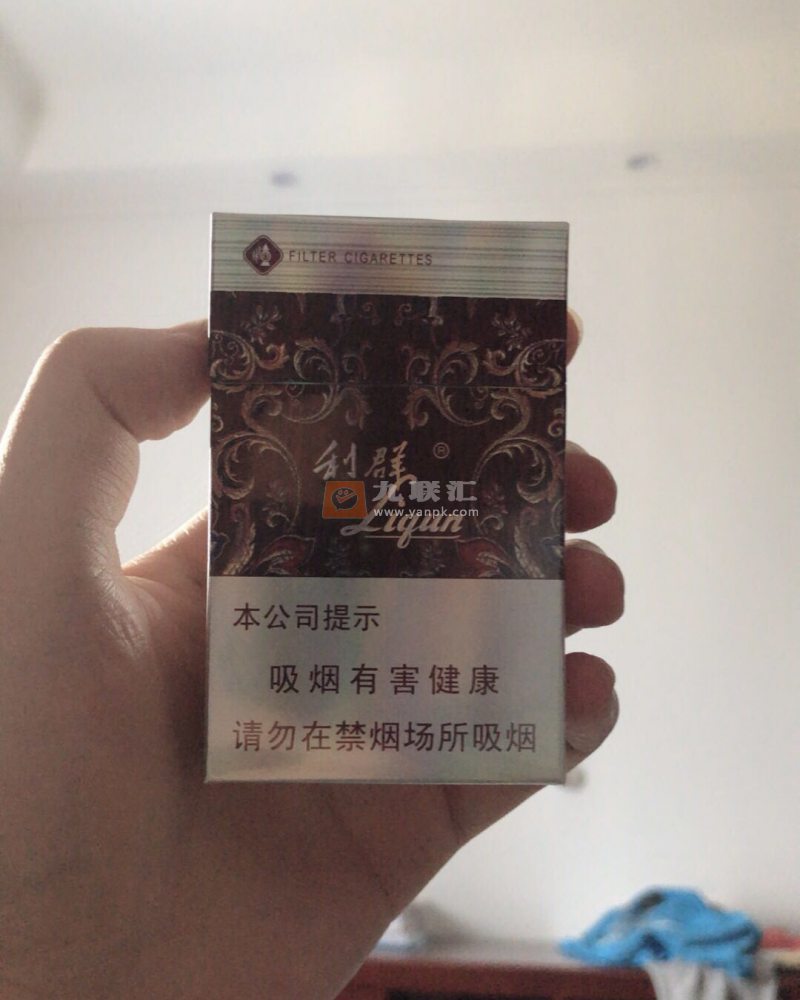 FILTER CIGARETTES
利群®
九联汇
www.yanpk.com
Liqun
本公司提示
吸烟有害健康
请勿在禁烟场所吸烟